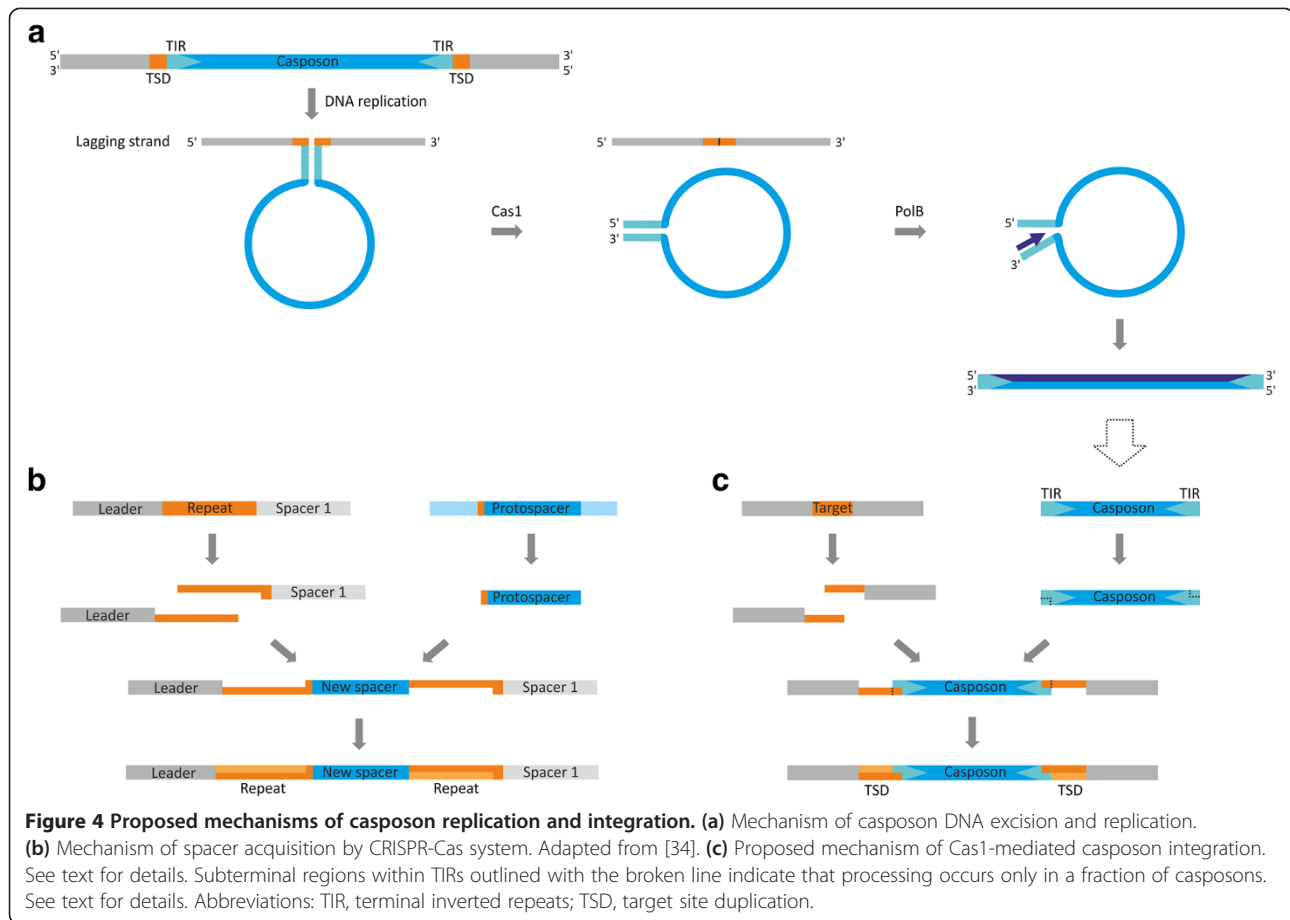 a
TIR TIR
5' Casposon 3'
3' 5'
TSD TSD
DNA replication
Lagging strand 5' 3' 5' 3'
Cas1 PolB
5' 5'
3' 3'
5' 3'
3' 5'
b c
Leader Repeat Spacer 1 Protospacer Target TIR Casposon TIR
Spacer 1 Protospacer Casposon
Leader
Leader New spacer Spacer 1 Casposon
Leader New spacer Spacer 1 Casposon
Repeat Repeat TSD TSD
Figure 4 Proposed mechanisms of casposon replication and integration. (a) Mechanism of casposon DNA excision and replication.
(b) Mechanism of spacer acquisition by CRISPR-Cas system. Adapted from [34]. (c) Proposed mechanism of Cas1-mediated casposon integration.
See text for details. Subterminal regions within TIRs outlined with the broken line indicate that processing occurs only in a fraction of casposons.
See text for details. Abbreviations: TIR, terminal inverted repeats; TSD, target site duplication.